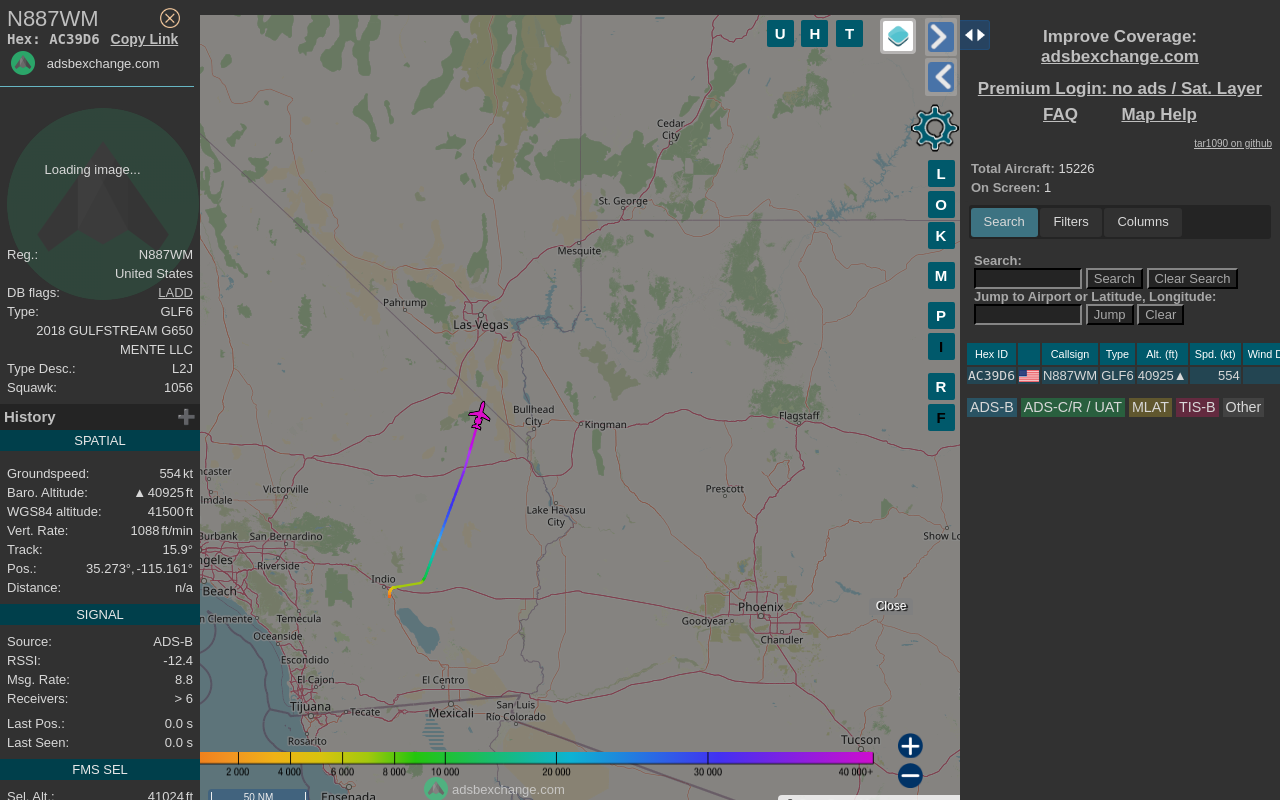 N887WM
Hex: AC39D6 Copy Link
adsbexchange.com
Loading image...
Reg.: N887WM
United States
DB flags: LADD
Type: GLF6
2018 GULFSTREAM G650
MENTE LLC
Type Desc.: L2J
Squawk: 1056
History
SPATIAL
Groundspeed: 554 kt
Baro. Altitude: ▲ 40925 ft
WGS84 altitude: 41500 ft
Vert. Rate: 1088 ft/min
Track: 15.9°
Pos.: 35.273°, -115.161°
Distance: n/a
SIGNAL
Source: ADS-B
RSSI: -12.4
Msg. Rate: 8.8
Receivers: > 6
Last Pos.: 0.0 s
Last Seen: 0.0 s
FMS SEL
Sel. Alt.: 41024 ft
U H T
L
O
K
M
P
I
R
F
Cedar
City
St. George
Mesquite
Pahrump
Las Vegas
Bullhead
City
Kingman
Flagstaff
ncaster
lmdale
Victorville
Prescott
Lake Havasu
City
Burbank
San Bernardino
Show Lo
ngeles
Riverside
Indio
Beach
Phoenix
Close
n Clemente
Temecula
Goodyear
Oceanside
Chandler
Escondido
El Cajon
El Centro
Tijuana
Tecate
Mexicali
San Luis
Río Colorado
Rosarito
Tucson
Ensenada
2 000 4 000 6 000 8 000 10 000 20 000 30 000 40 000+
adsbexchange.com
50 NM
Improve Coverage:
adsbexchange.com
Premium Login: no ads / Sat. Layer
FAQ Map Help
tar1090 on github
Total Aircraft: 15226
On Screen: 1
Search Filters Columns
Search:
Search Clear Search
Jump to Airport or Latitude, Longitude:
Jump Clear
Hex ID Callsign Type Alt. (ft) Spd. (kt) Wind D
AC39D6 N887WM GLF6 40925▲ 554
ADS-B ADS-C/R / UAT MLAT TIS-B Other